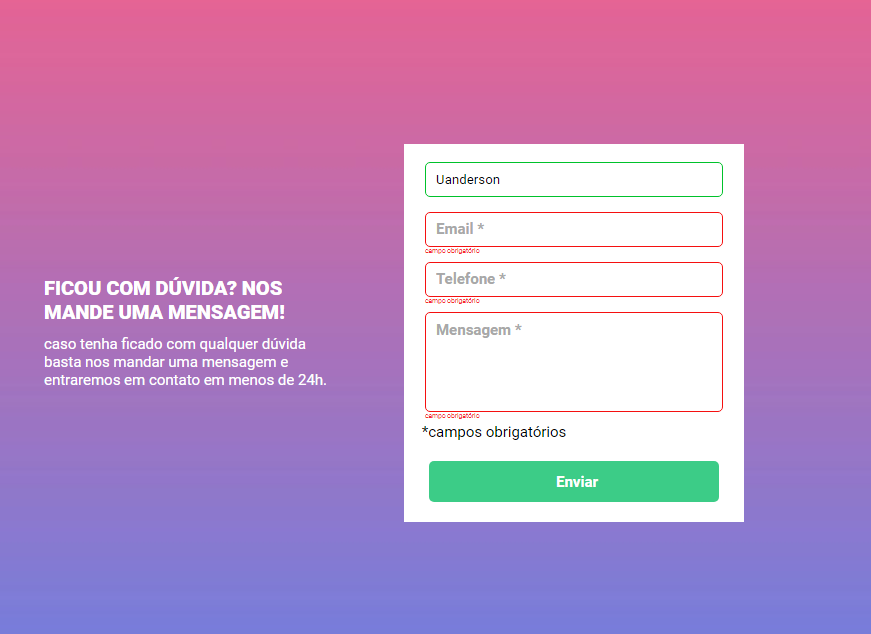 FICOU COM DÚVIDA? NOS
MANDE UMA MENSAGEM!
caso tenha ficado com qualquer dúvida
basta nos mandar uma mensagem e
entraremos em contato em menos de 24h.
Uanderson
Email *
campo obrigatório
Telefone *
campo obrigatório
Mensagem *
campo obrigatório
*campos obrigatórios
Enviar